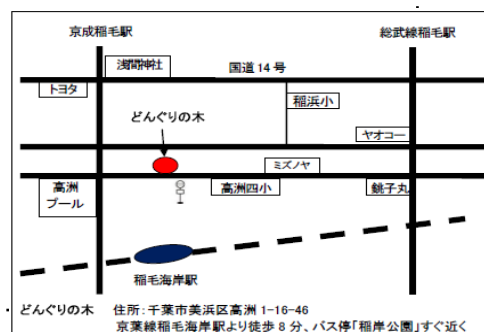 京成稲毛駅
総武線稲毛駅
浅間神社
国道14号
トヨタ
稲浜小
どんぐりの木
ヤオコー
ミズノヤ
高洲
プール
高洲四小
銚子丸
稲毛海岸駅
どんぐりの木 住所：千葉市美浜区高洲 1-16-46
京葉線稲毛海岸駅より徒歩 8 分、バス停「稲岸公園」すぐ近く